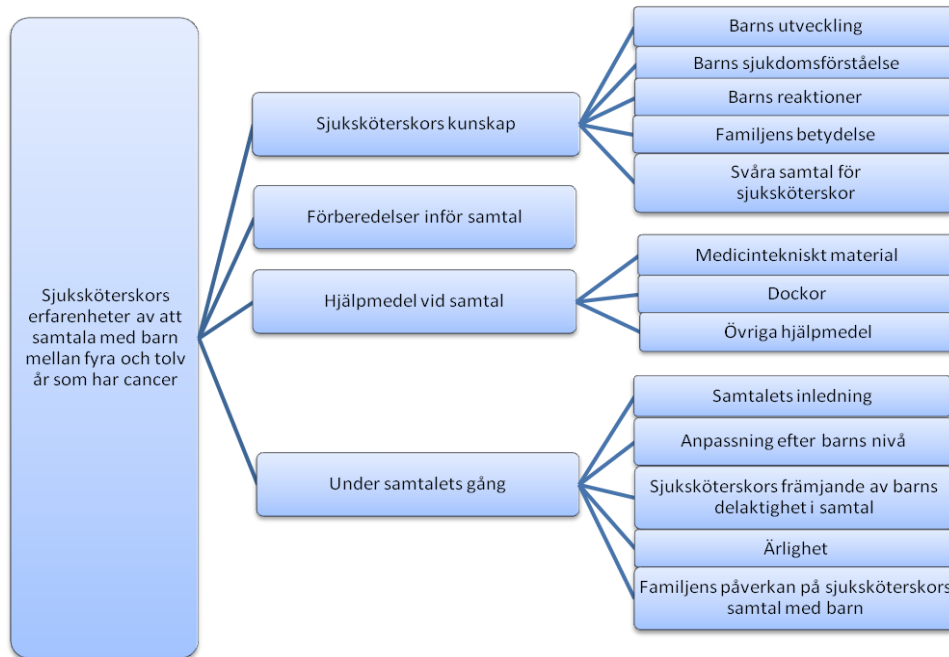 Sjuksköterskors
erfarenheter av att
samtala med barn
mellan fyra och tolv
år som har cancer
Sjuksköterskors kunskap
Barns utveckling
Barns sjukdomsförståelse
Barns reaktioner
Familjens betydelse
Svåra samtal för
sjuksköterskor
Förberedelser inför samtal
Hjälpmedel vid samtal
Medicintekniskt material
Dockor
Övriga hjälpmedel
Under samtalets gång
Samtalets inledning
Anpassning efter barns nivå
Sjuksköterskors främjande av barns
delaktighet i samtal
Ärlighet
Familjens påverkan på sjuksköterskors
samtal med barn